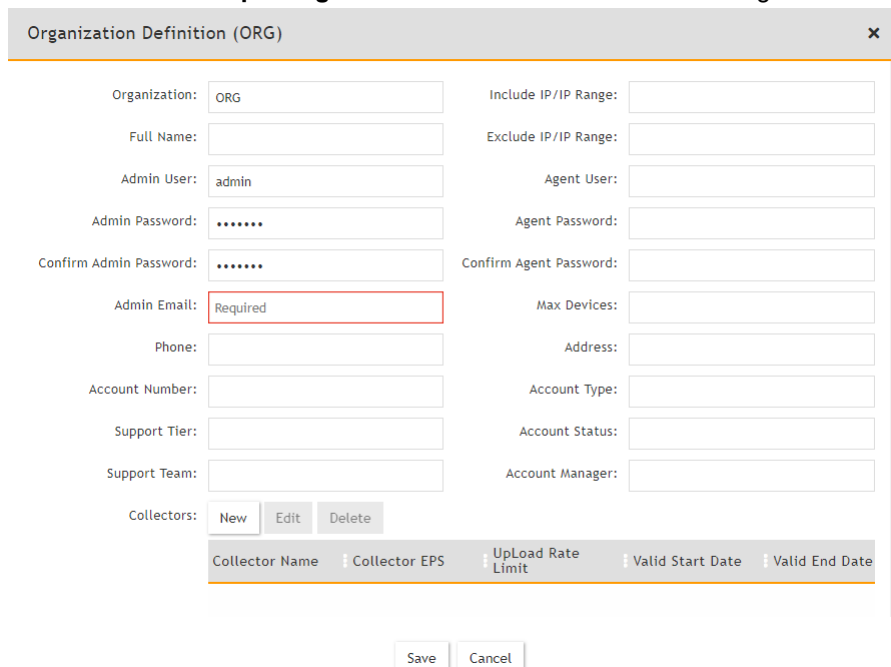 Organization Definition (ORG) ×
Organization: ORG Include IP/IP Range:
Full Name: Exclude IP/IP Range:
Admin User: admin Agent User:
Admin Password: ••••••• Agent Password:
Confirm Admin Password: ••••••• Confirm Agent Password:
Admin Email: Required Max Devices:
Phone: Address:
Account Number: Account Type:
Support Tier: Account Status:
Support Team: Account Manager:
Collectors: New Edit Delete
Collector Name Collector EPS UpLoad Rate Limit Valid Start Date Valid End Date
Save Cancel